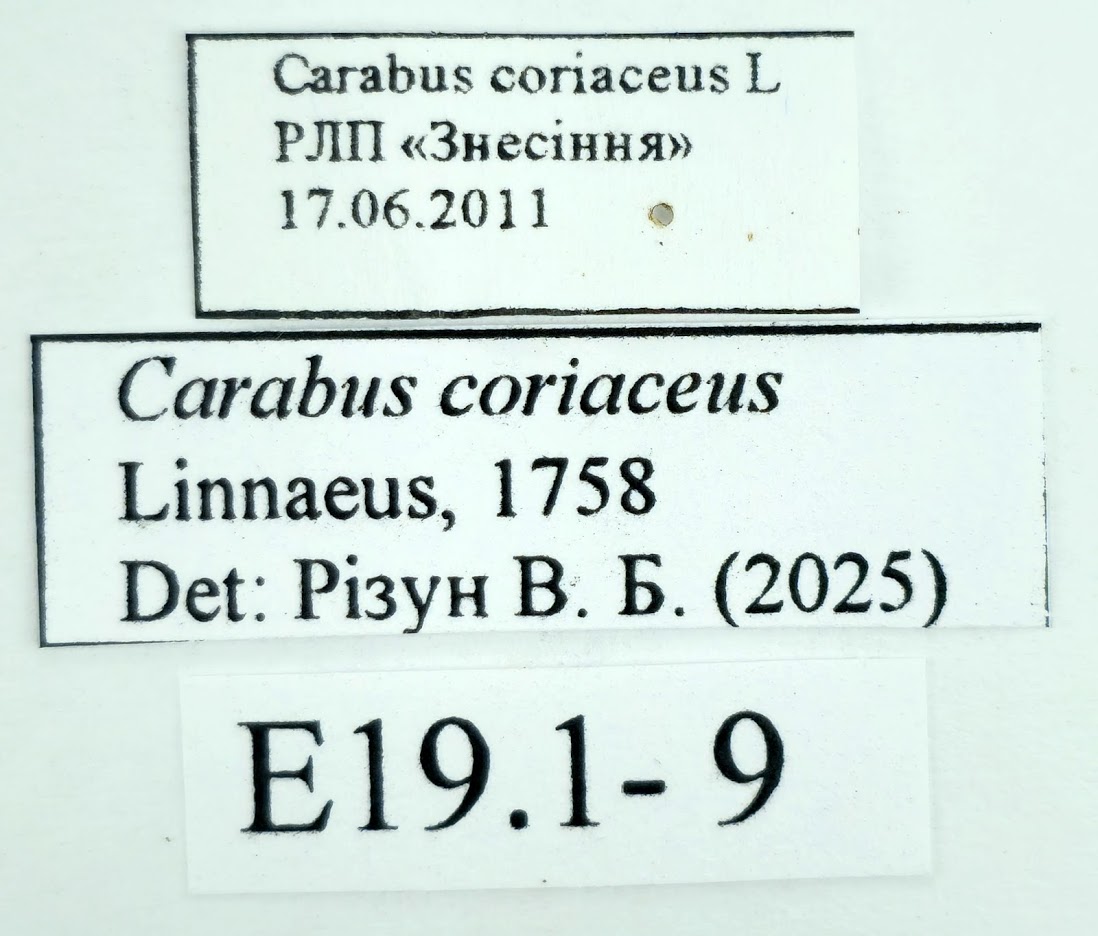 Carabus coriaceus L
РЛП «Знесіння»
17.06.2011
Carabus coriaceus
Linnaeus, 1758
Det: Різун В. Б. (2025)
E19.1- 9